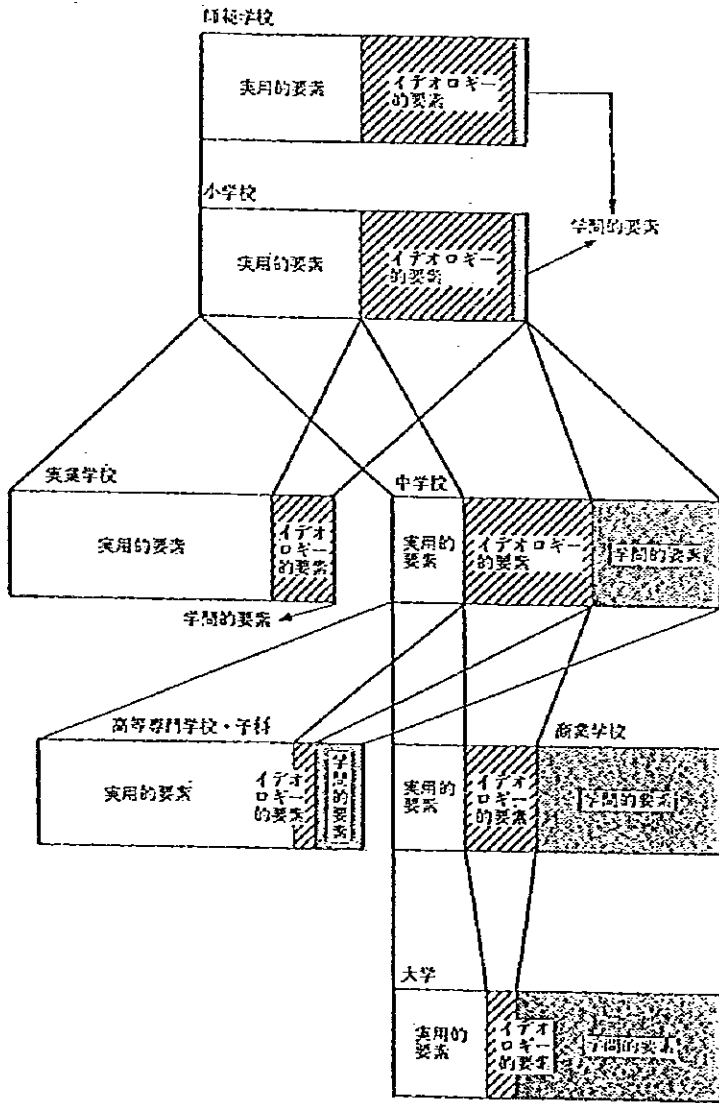 師範学校
実用的要素
イデオロギー
的要素
小学校
学問的要素
実用的要素
イデオロギー
的要素
実業学校
中学校
実用的要素
イデオ
ロギー
的要素
実用的
要素
イデオロギー
的要素
学問的要素
学問的要素
高等専門学校・予科
商業学校
実用的要素
イデオ
ロギー
的要素
学問的要素
実用的
要素
イデオ
ロギー
的要素
学問的要素
大学
実用的
要素
イデオ
ロギー
的要素
学問的要素